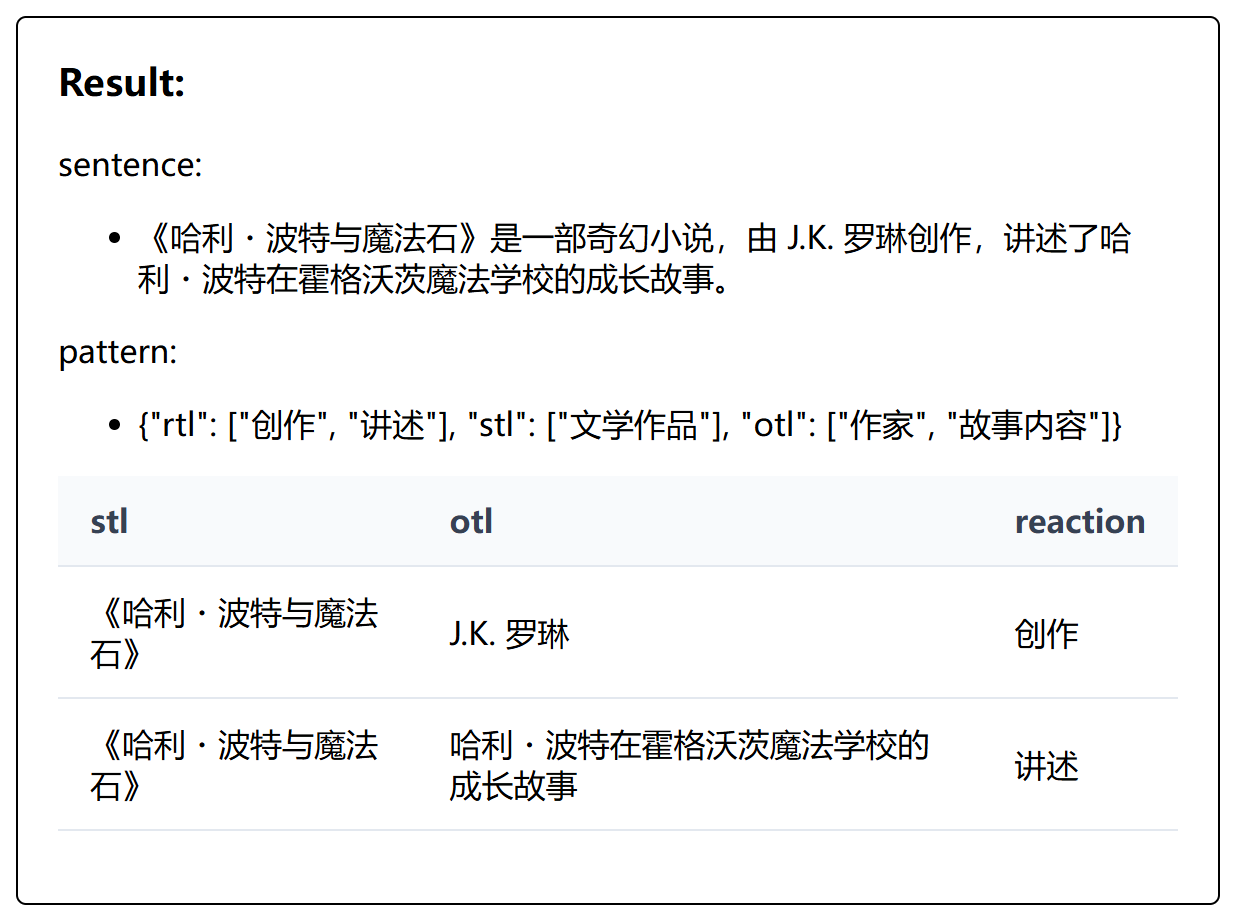 Result:
sentence:
• 《哈利・波特与魔法石》是一部奇幻小说，由 J.K. 罗琳创作，讲述了哈
利・波特在霍格沃茨魔法学校的成长故事。
pattern:
• {"rtl": ["创作", "讲述"], "stl": ["文学作品"], "otl": ["作家", "故事内容"]}
stl otl reaction
《哈利・波特与魔法
石》
J.K. 罗琳
创作
《哈利・波特与魔法
石》
哈利・波特在霍格沃茨魔法学校的
成长故事
讲述